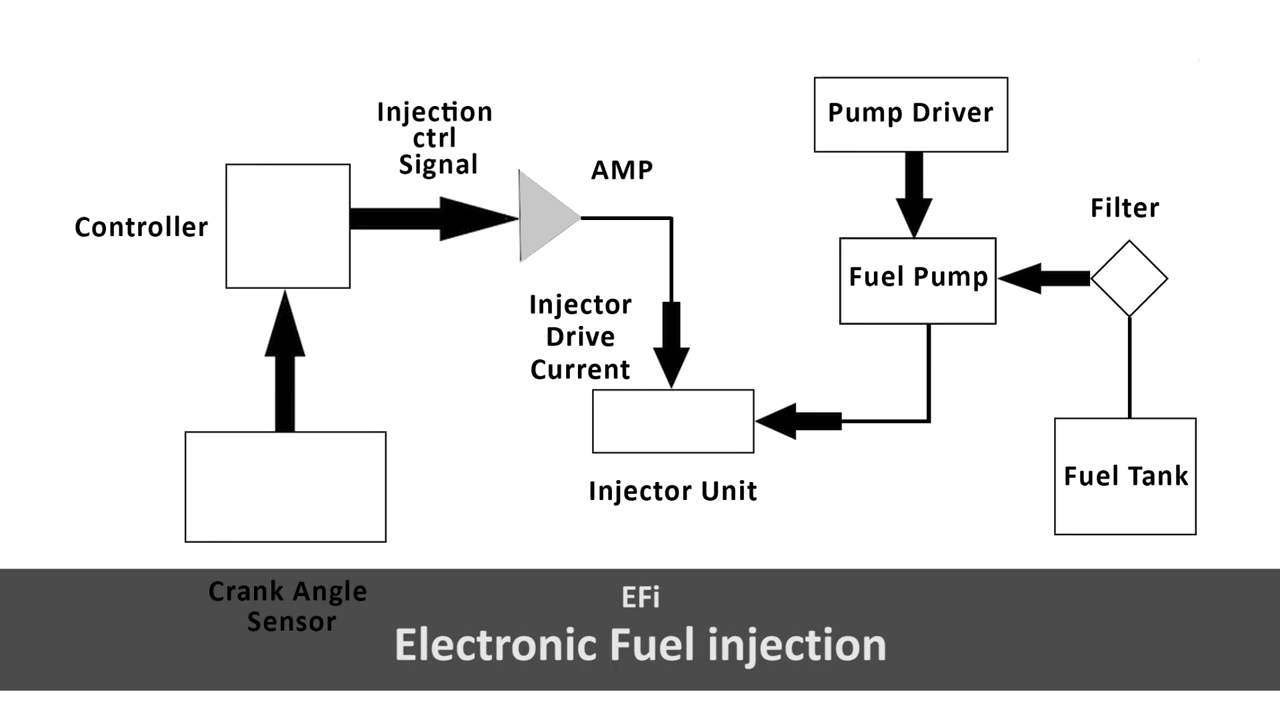 Injection
ctrl
Signal
Controller
AMP
Pump Driver
Filter
Fuel Pump
Injector
Drive
Current
Injector Unit
Fuel Tank
Crank Angle
Sensor
EFi
Electronic Fuel injection